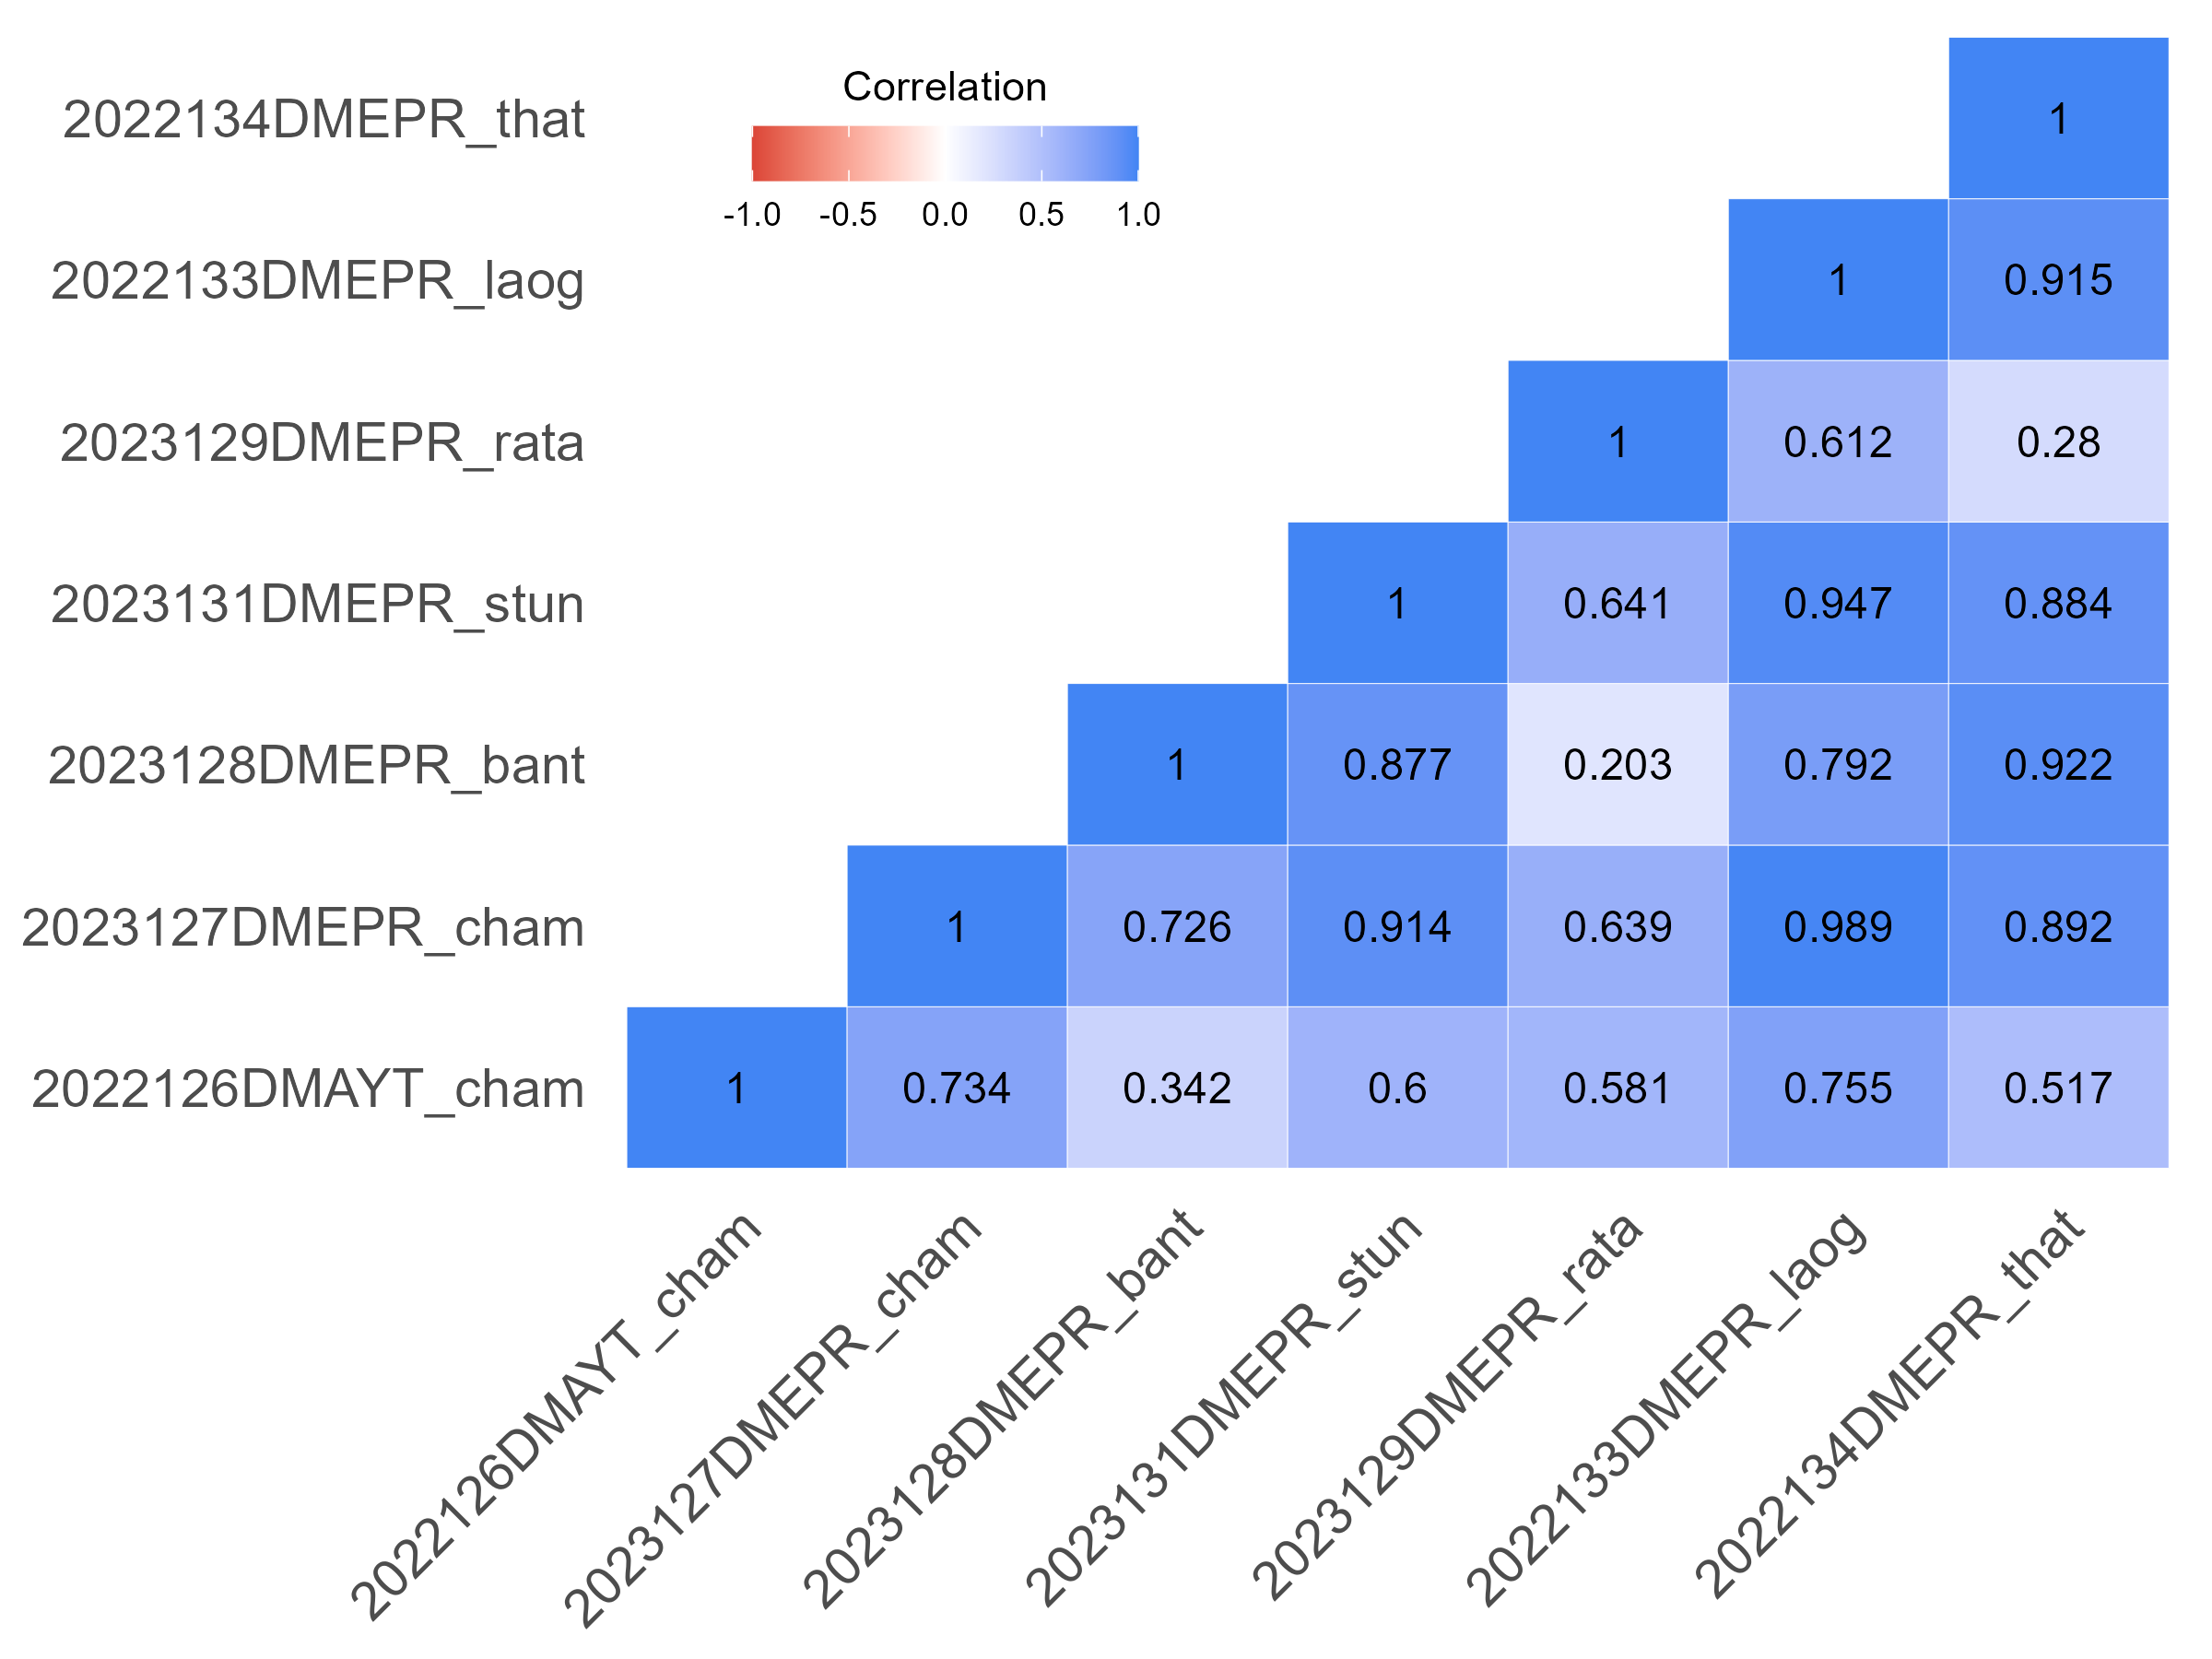 Correlation
-1.0 -0.5 0.0 0.5 1.0
2022134DMEPR_that 1
2022133DMEPR_laog 1 0.915
2023129DMEPR_rata 1 0.612 0.28
2023131DMEPR_stun 1 0.641 0.947 0.884
2023128DMEPR_bant 1 0.877 0.203 0.792 0.922
2023127DMEPR_cham 1 0.726 0.914 0.639 0.989 0.892
2022126DMAYT_cham 1 0.734 0.342 0.6 0.581 0.755 0.517
2022126DMAYT_cham
2023127DMEPR_cham
2023128DMEPR_bant
2023131DMEPR_stun
2023129DMEPR_rata
2022133DMEPR_laog
2022134DMEPR_that